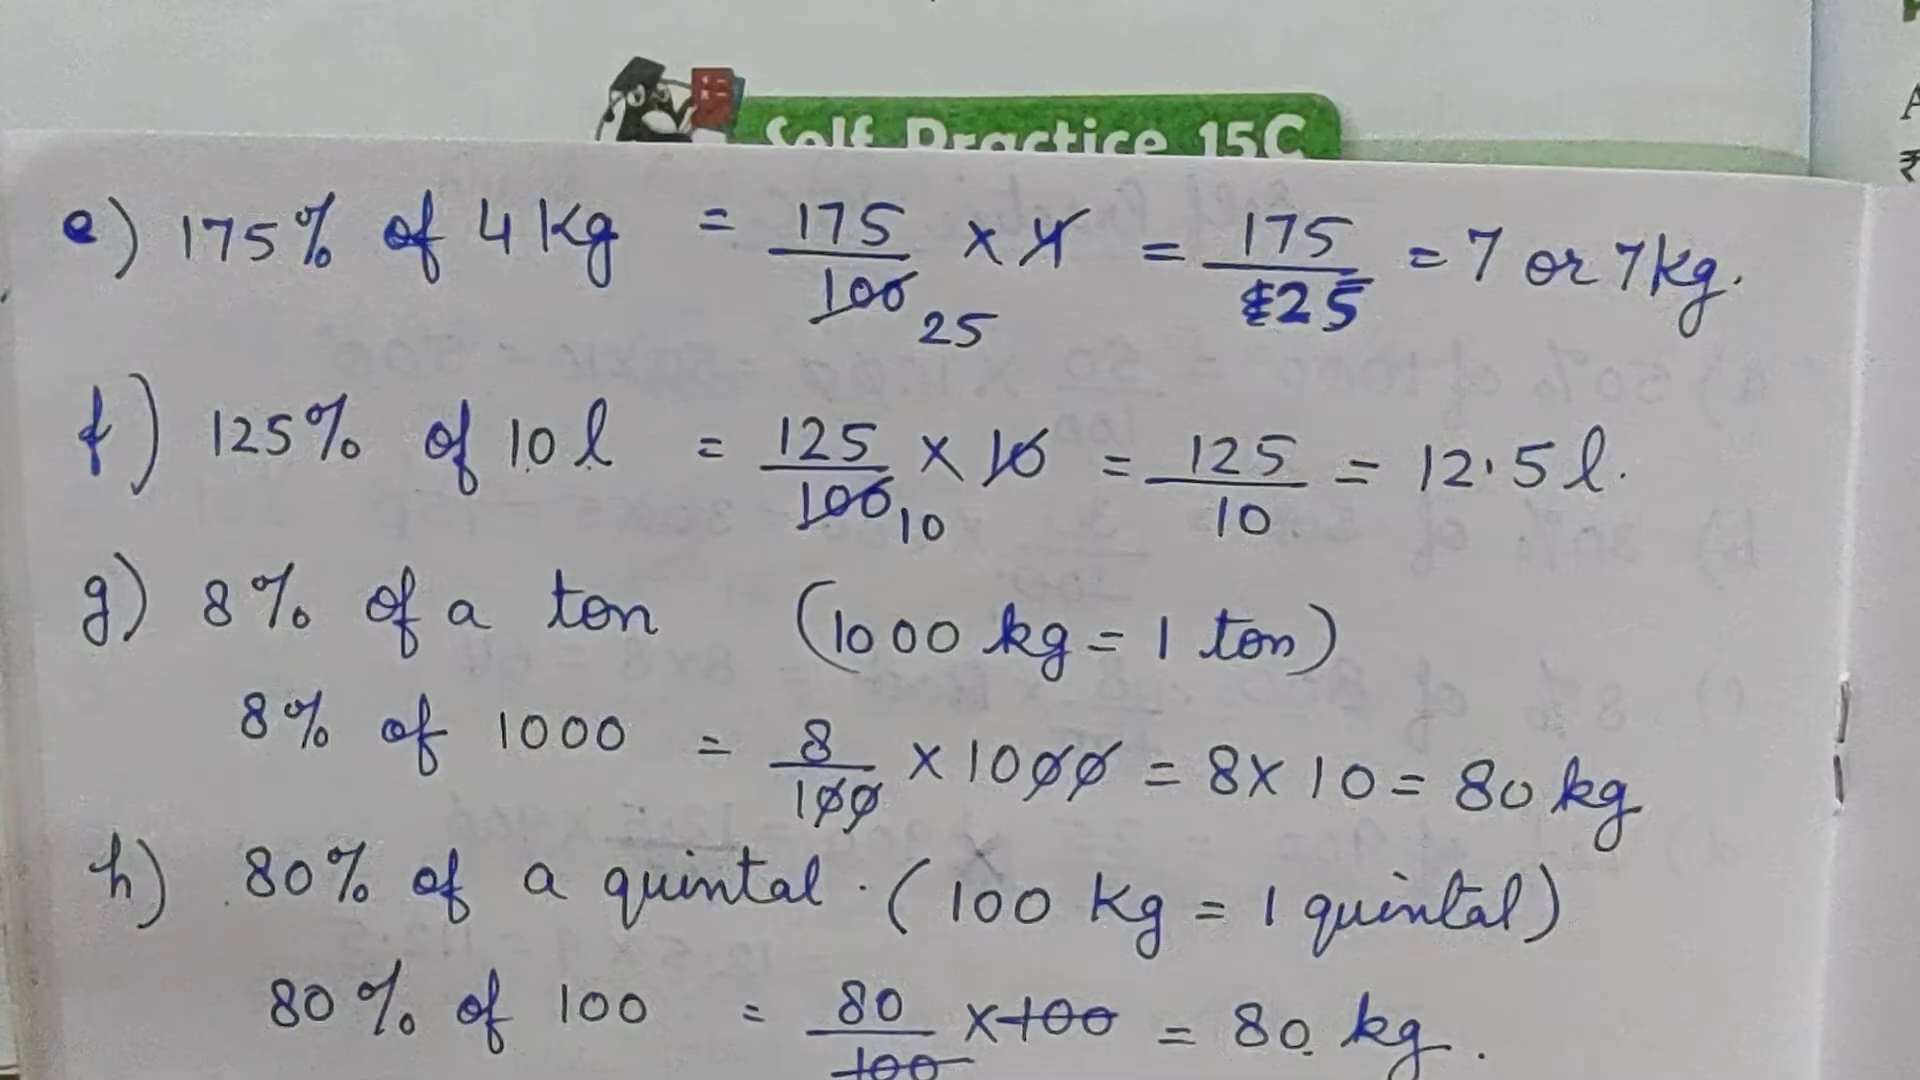 Self Practice 15C
e) 175% of 4 Kg = 175/100 25 × 4 = 175/25 = 7 or 7kg.
f) 125% of 10 l = 125/100 10 × 10 = 125/10 = 12.5 l.
g) 8% of a ton (1000 kg = 1 ton)
8% of 1000 = 8/100 × 1000 = 8 × 10 = 80 kg
h) 80% of a quintal. (100 Kg = 1 quintal)
80% of 100 = 80/100 × 100 = 80 kg.